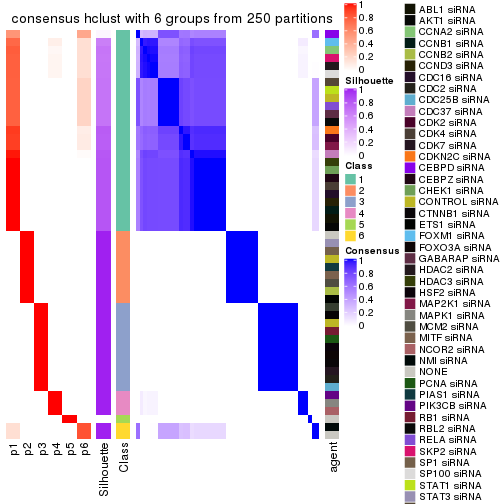 consensus hclust with 6 groups from 250 partitions
p1
p2
p3
p4
p5
p6
Silhouette
Class
agent
1
0.8
0.6
0.4
0.2
0
Silhouette
1
0.8
0.6
0.4
0.2
0
Class
1
2
3
4
5
6
Consensus
1
0.8
0.6
0.4
0.2
0
ABL1 siRNA
AKT1 siRNA
CCNA2 siRNA
CCNB1 siRNA
CCNB2 siRNA
CCND3 siRNA
CDC16 siRNA
CDC2 siRNA
CDC25B siRNA
CDC37 siRNA
CDK2 siRNA
CDK4 siRNA
CDK7 siRNA
CDKN2C siRNA
CEBPD siRNA
CEBPZ siRNA
CHEK1 siRNA
CONTROL siRNA
CTNNB1 siRNA
ETS1 siRNA
FOXM1 siRNA
FOXO3A siRNA
GABARAP siRNA
HDAC2 siRNA
HDAC3 siRNA
HSF2 siRNA
MAP2K1 siRNA
MAPK1 siRNA
MCM2 siRNA
MITF siRNA
NCOR2 siRNA
NMI siRNA
NONE
PCNA siRNA
PIAS1 siRNA
PIK3CB siRNA
RB1 siRNA
RBL2 siRNA
RELA siRNA
SKP2 siRNA
SP1 siRNA
SP100 siRNA
STAT1 siRNA
STAT3 siRNA